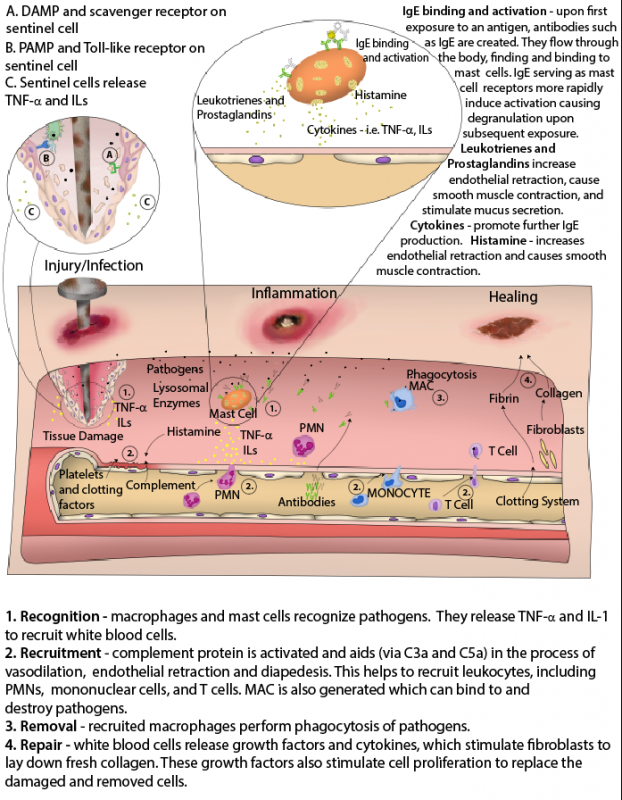 A. DAMP and scavenger receptor on
sentinel cell
B. PAMP and Toll-like receptor on
sentinel cell
C. Sentinel cells release
TNF-α and ILs
IgE binding and activation - upon first
exposure to an antigen, antibodies such
as IgE are created. They flow through
the body, finding and binding to
mast cells. IgE serving as mast
cell receptors more rapidly
induce activation causing
degranulation upon
subsequent exposure.
Leukotrienes and
Prostaglandins increase
endothelial retraction, cause
smooth muscle contraction, and
stimulate mucus secretion.
Cytokines - promote further IgE
production. Histamine - increases
endothelial retraction and causes smooth
muscle contraction.
IgE binding
and activation
Leukotrienes and
Prostaglandins
Histamine
Cytokines - i.e. TNF-α, ILs
B
A
C
C
Injury/Infection
Inflammation
Healing
Pathogens
Lysosomal
Enzymes
Mast Cell
1.
TNF-α
ILs
1.
Phagocytosis
MAC
3.
4.
Fibrin
Collagen
Tissue Damage
Histamine
TNF-α
ILs
PMN
Fibroblasts
T Cell
2.
Platelets
and clotting
factors
Complement
PMN
2.
Antibodies
2.
MONOCYTE
2.
T Cell
Clotting System
1. Recognition - macrophages and mast cells recognize pathogens. They release TNF-α and IL-1
to recruit white blood cells.
2. Recruitment - complement protein is activated and aids (via C3a and C5a) in the process of
vasodilation, endothelial retraction and diapedesis. This helps to recruit leukocytes, including
PMNs, mononuclear cells, and T cells. MAC is also generated which can bind to and
destroy pathogens.
3. Removal - recruited macrophages perform phagocytosis of pathogens.
4. Repair - white blood cells release growth factors and cytokines, which stimulate fibroblasts to
lay down fresh collagen. These growth factors also stimulate cell proliferation to replace the
damaged and removed cells.